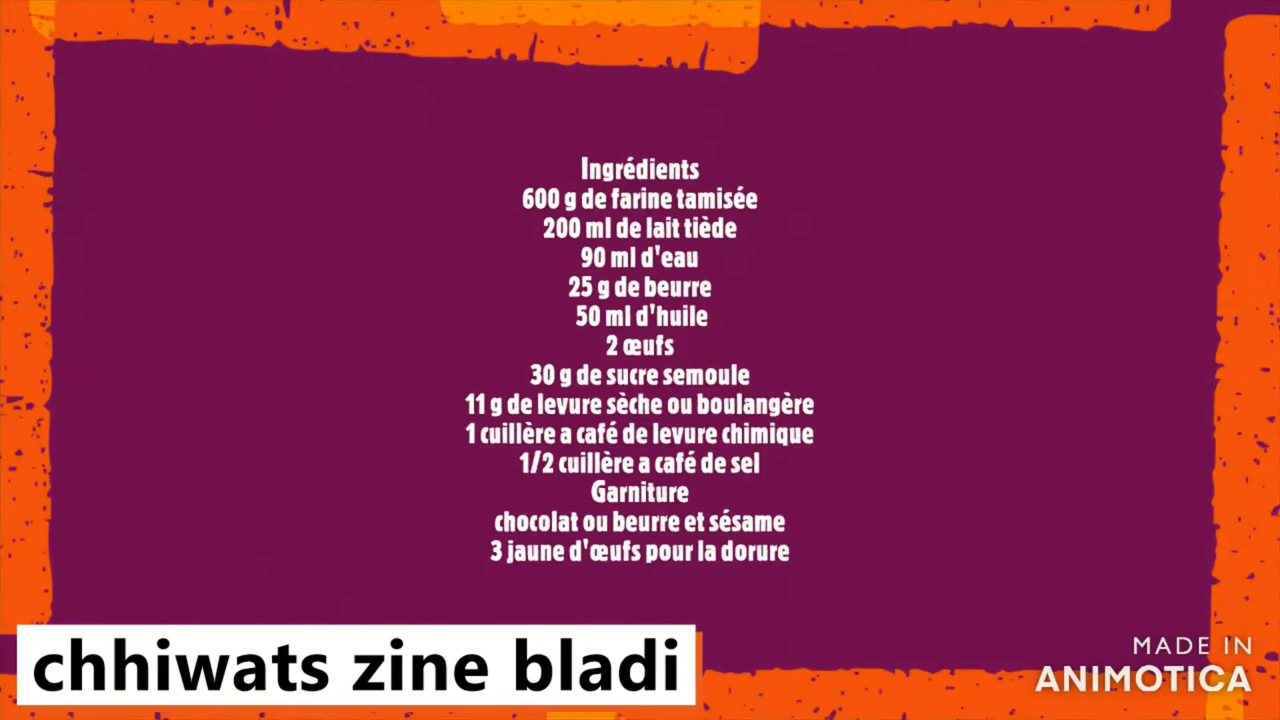 Ingrédients
600 g de farine tamisée
200 ml de lait tiède
90 ml d'eau
25 g de beurre
50 ml d'huile
2 œufs
30 g de sucre semoule
11 g de levure sèche ou boulangère
1 cuillère a café de levure chimique
1/2 cuillère a café de sel
Garniture
chocolat ou beurre et sésame
3 jaune d'œufs pour la dorure
chhiwats zine bladi
MADE IN
ANIMOTICA